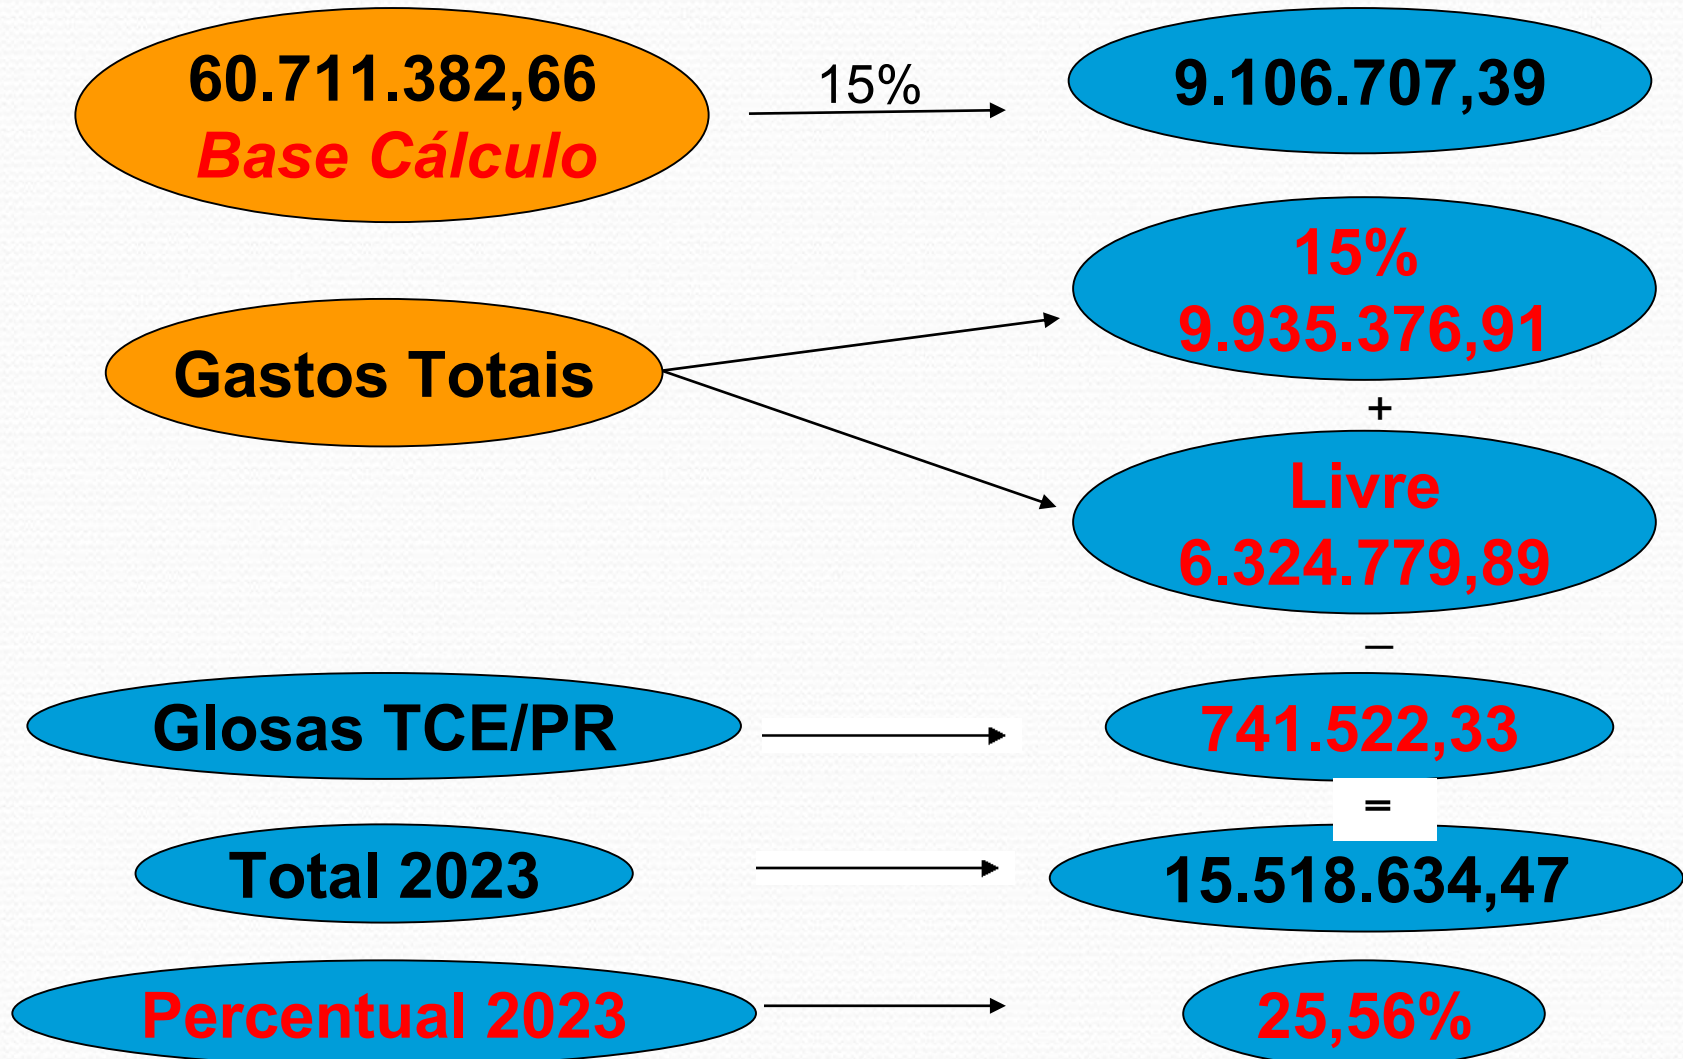 60.711.382,66
Base Cálculo
15%
9.106.707,39
Gastos Totais
15%
9.935.376,91
+
Livre
6.324.779,89
–
Glosas TCE/PR
741.522,33
=
Total 2023
15.518.634,47
Percentual 2023
25,56%